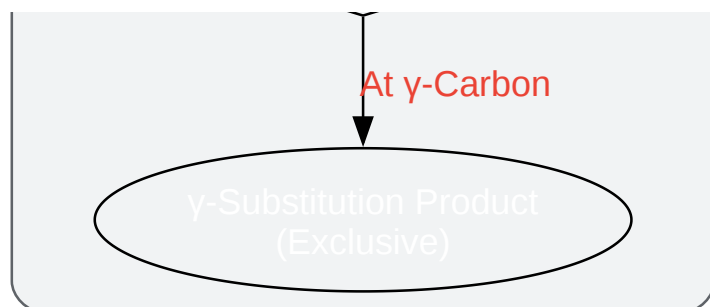 At γ-Carbon
γ-Substitution Product
(Exclusive)